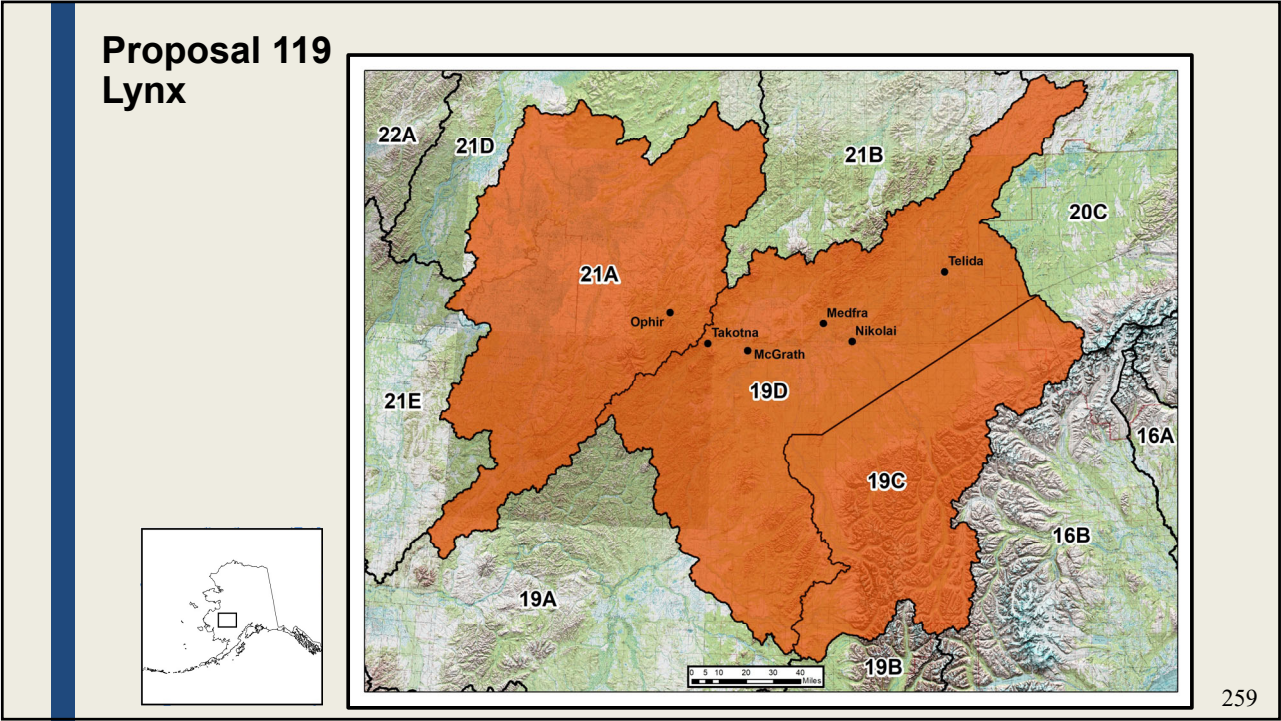 Proposal 119
Lynx
22A
21D
21B
20C
21A
Telida
Ophir
Medfra
Takotna
Nikolai
McGrath
19D
21E
16A
19C
16B
19A
19B
0 5 10 20 30 40
Miles
259